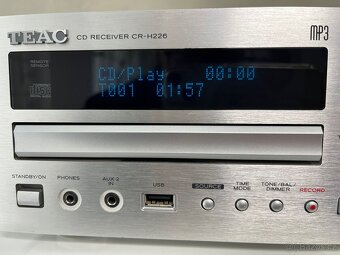 TEAC CD RECEIVER CR-H226 MP3
REMOTE SENSOR
CD/Play 00:00
T001 01:57
STANDBY/ON PHONES AUX 2 IN USB SOURCE TIME MODE TONE/BAL/DIMMER RECORD